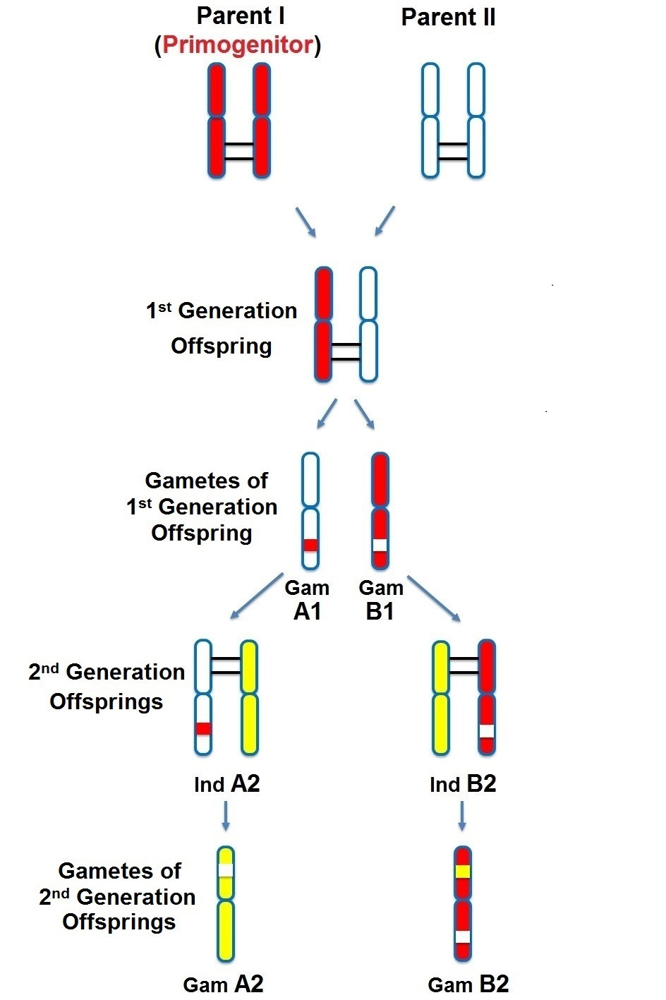 Parent I
(Primogenitor)
Parent II
1st Generation
Offspring
Gametes of
1st Generation
Offspring
Gam
A1
Gam
B1
2nd Generation
Offsprings
Ind A2
Ind B2
Gametes of
2nd Generation
Offsprings
Gam A2
Gam B2